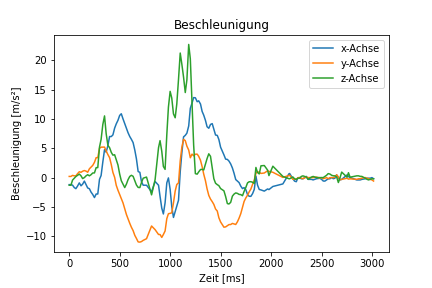 Beschleunigung
x-Achse
y-Achse
z-Achse
Beschleunigung [m/s²]
20
15
10
5
0
−5
−10
0 500 1000 1500 2000 2500 3000
Zeit [ms]